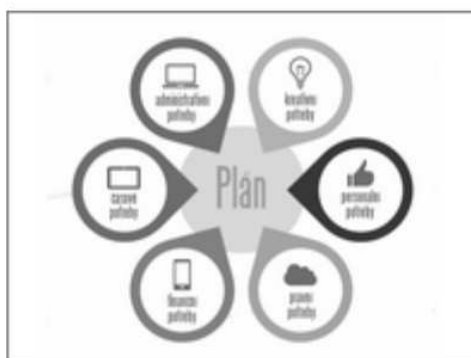 administrativní
potřeby
kreativní
potřeby
časové
potřeby
Plán
personální
potřeby
finanční
potřeby
právní
potřeby